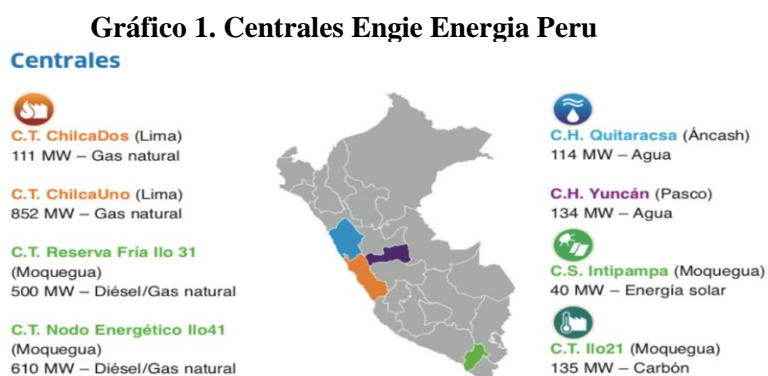 Gráfico 1. Centrales Engie Energia Peru
Centrales
C.T. ChilcaDos (Lima)
111 MW – Gas natural
C.T. ChilcaUno (Lima)
852 MW – Gas natural
C.T. Reserva Fría Ilo 31
(Moquegua)
500 MW – Diésel/Gas natural
C.T. Nodo Energético Ilo41
(Moquegua)
610 MW – Diésel/Gas natural
C.H. Quitaracsa (Áncash)
114 MW – Agua
C.H. Yuncán (Pasco)
134 MW – Agua
C.S. Intipampa (Moquegua)
40 MW – Energía solar
C.T. Ilo21 (Moquegua)
135 MW – Carbón